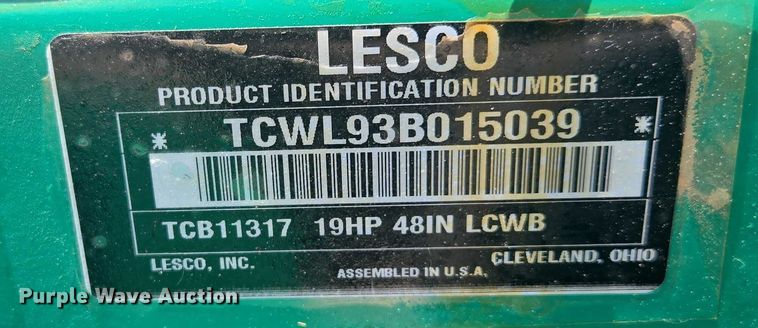 LESCO
PRODUCT IDENTIFICATION NUMBER
* TCWL93B015039 *
TCB11317 19HP 48IN LCWB
LESCO, INC. CLEVELAND, OHIO
ASSEMBLED IN U.S.A.
Purple Wave Auction